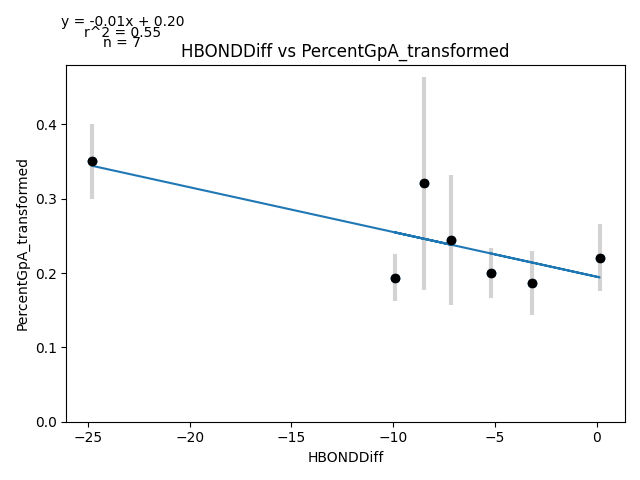 y = -0.01x + 0.20
r^2 = 0.55
n = 7
HBONDDiff vs PercentGpA_transformed
PercentGpA_transformed
0.4
0.3
0.2
0.1
0.0
−25
−20
−15
−10
−5
0
HBONDDiff